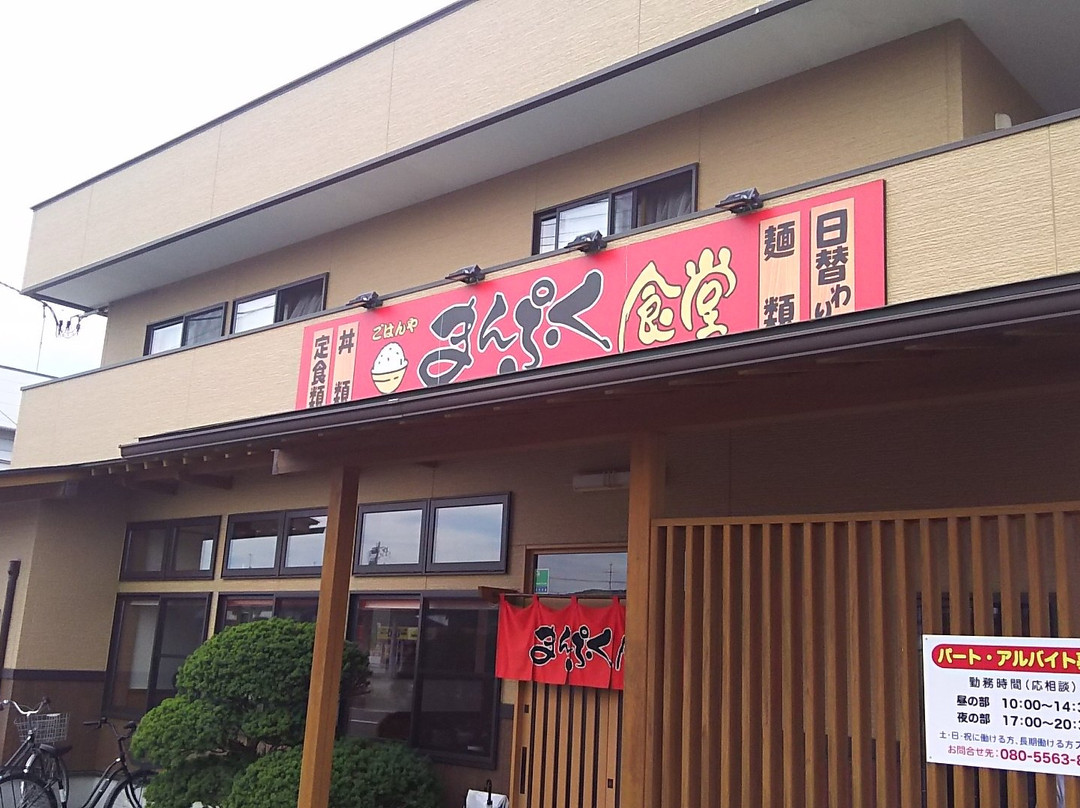 定食類
丼類
ごはんや
まんぷく食堂
麺類
日替わり
まんぷく
パート・アルバイト
勤務時間(応相談)
昼の部 10:00〜14:3
夜の部 17:00〜20:3
土・日・祝に働ける方、長期働ける方
お問合せ先:080-5563-8